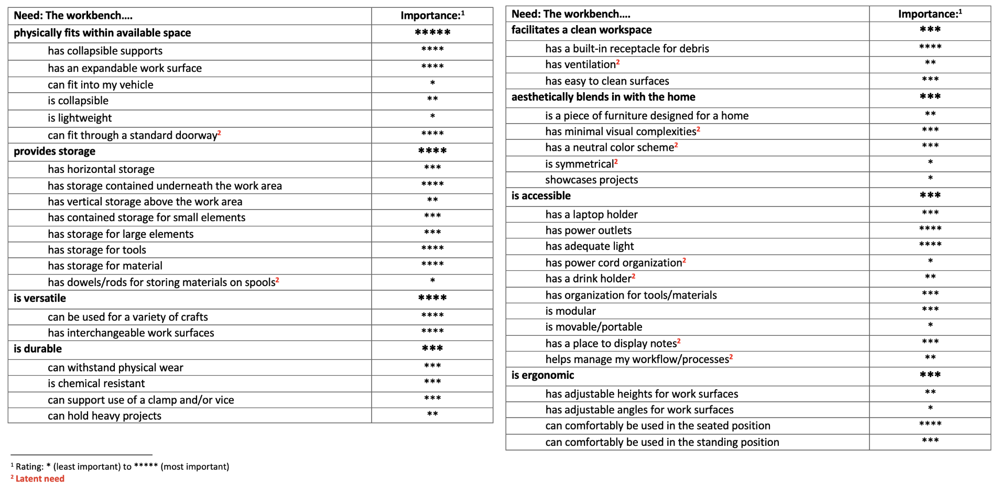 Need: The workbench…. Importance:¹
physically fits within available space *****
has collapsible supports ****
has an expandable work surface ****
can fit into my vehicle *
is collapsible **
is lightweight *
can fit through a standard doorway² ****
provides storage ****
has horizontal storage ***
has storage contained underneath the work area ****
has vertical storage above the work area **
has contained storage for small elements ***
has storage for large elements ***
has storage for tools ****
has storage for material ****
has dowels/rods for storing materials on spools² *
is versatile ****
can be used for a variety of crafts ****
has interchangeable work surfaces ****
is durable ***
can withstand physical wear ***
is chemical resistant ***
can support use of a clamp and/or vice ***
can hold heavy projects **
Need: The workbench…. Importance:¹
facilitates a clean workspace ***
has a built-in receptacle for debris ****
has ventilation² **
has easy to clean surfaces ***
aesthetically blends in with the home ***
is a piece of furniture designed for a home **
has minimal visual complexities² ***
has a neutral color scheme² ***
is symmetrical² *
showcases projects *
is accessible ***
has a laptop holder ***
has power outlets ****
has adequate light ****
has power cord organization² *
has a drink holder² **
has organization for tools/materials ***
is modular ***
is movable/portable *
has a place to display notes² ***
helps manage my workflow/processes² **
is ergonomic ***
has adjustable heights for work surfaces **
has adjustable angles for work surfaces *
can comfortably be used in the seated position ****
can comfortably be used in the standing position ***
¹ Rating: * (least important) to ***** (most important)
² Latent need